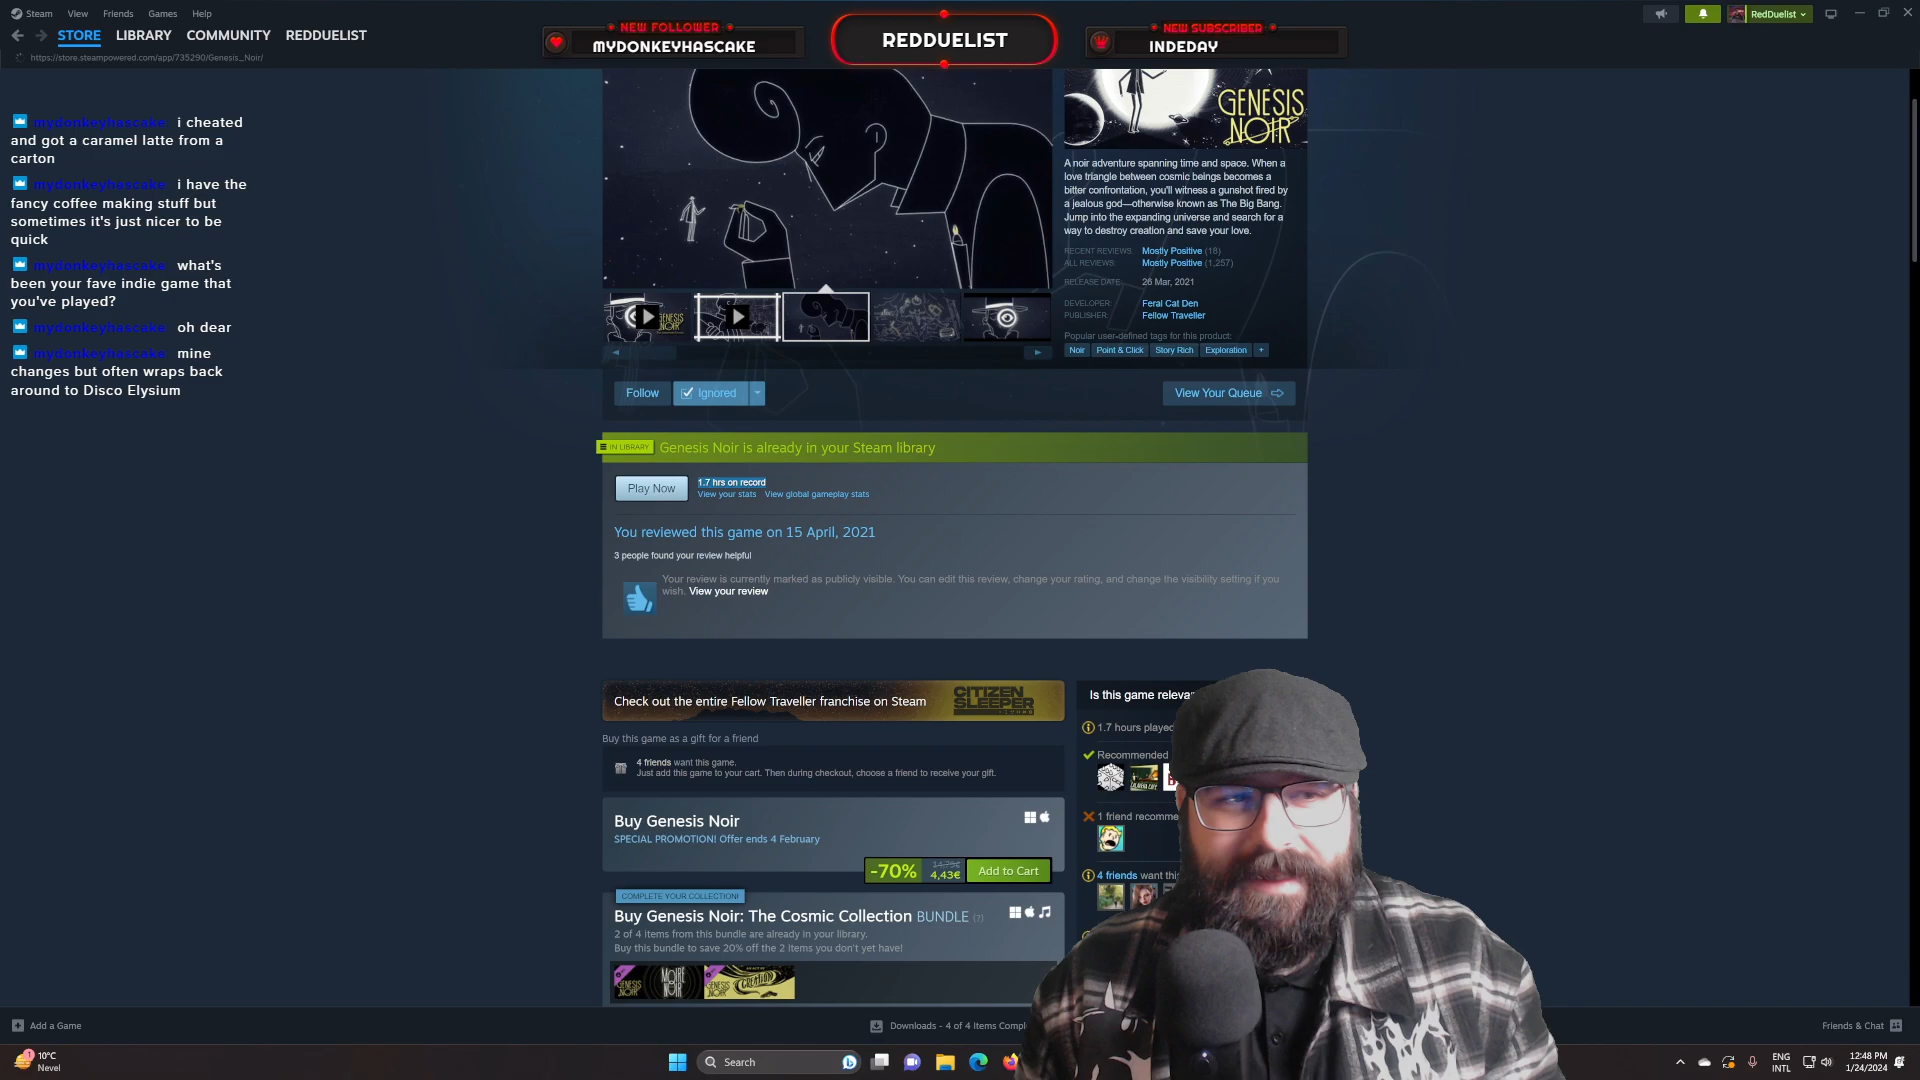 Steam View Friends Games Help
RedDuelist
STORE LIBRARY COMMUNITY REDDUELIST
NEW FOLLOWER
MYDONKEYHASCAKE
REDDUELIST
NEW SUBSCRIBER
INDEDAY
https://store.steampowered.com/app/735290/Genesis_Noir/
mydonkeyhascake i cheated
and got a caramel latte from a
carton
mydonkeyhascake i have the
fancy coffee making stuff but
sometimes it's just nicer to be
quick
mydonkeyhascake what's
been your fave indie game that
you've played?
mydonkeyhascake oh dear
mydonkeyhascake mine
changes but often wraps back
around to Disco Elysium
GENESIS
NOIR
A noir adventure spanning time and space. When a
love triangle between cosmic beings becomes a
bitter confrontation, you'll witness a gunshot fired by
a jealous god—otherwise known as The Big Bang.
Jump into the expanding universe and search for a
way to destroy creation and save your love.
RECENT REVIEWS: Mostly Positive (18)
ALL REVIEWS: Mostly Positive (1,257)
RELEASE DATE: 26 Mar, 2021
DEVELOPER: Feral Cat Den
PUBLISHER: Fellow Traveller
Popular user-defined tags for this product:
Noir Point & Click Story Rich Exploration +
Follow Ignored View Your Queue
IN LIBRARY Genesis Noir is already in your Steam library
Play Now 1.7 hrs on record
View your stats View global gameplay stats
You reviewed this game on 15 April, 2021
3 people found your review helpful
Your review is currently marked as publicly visible. You can edit this review, change your rating, and change the visibility setting if you
wish. View your review
Check out the entire Fellow Traveller franchise on Steam
CITIZEN
SLEEPER
Buy this game as a gift for a friend
4 friends want this game.
Just add this game to your cart. Then during checkout, choose a friend to receive your gift.
Is this game releva
1.7 hours played
Recommended
1 friend recomme
4 friends want thi
Buy Genesis Noir
SPECIAL PROMOTION! Offer ends 4 February
-70% 14,75€ 4,43€ Add to Cart
COMPLETE YOUR COLLECTION!
Buy Genesis Noir: The Cosmic Collection BUNDLE (?)
2 of 4 items from this bundle are already in your library.
Buy this bundle to save 20% off the 2 items you don't yet have!
Add a Game
Downloads - 4 of 4 Items Compl
Friends & Chat
1
10°C
Nevel
Search
ENG
INTL
12:48 PM
1/24/2024